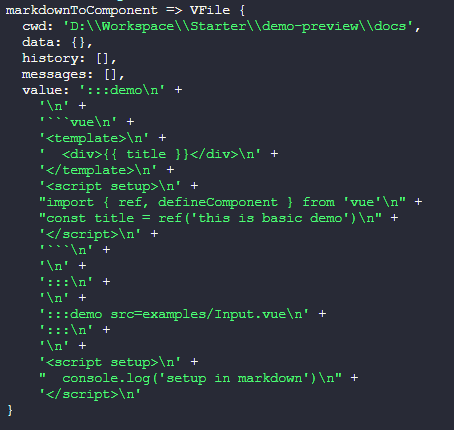 markdownToComponent => VFile {
  cwd: 'D:\\Workspace\\Starter\\demo-preview\\docs',
  data: {},
  history: [],
  messages: [],
  value: ':::demo\n' +
    '\n' +
    '```vue\n' +
    '<template>\n' +
    '  <div>{{ title }}</div>\n' +
    '</template>\n' +
    '<script setup>\n' +
    "import { ref, defineComponent } from 'vue'\n" +
    "const title = ref('this is basic demo')\n" +
    '</script>\n' +
    '```\n' +
    '\n' +
    ':::\n' +
    '\n' +
    ':::demo src=examples/Input.vue\n' +
    ':::\n' +
    '\n' +
    '<script setup>\n' +
    "  console.log('setup in markdown')\n" +
    '</script>\n'
}